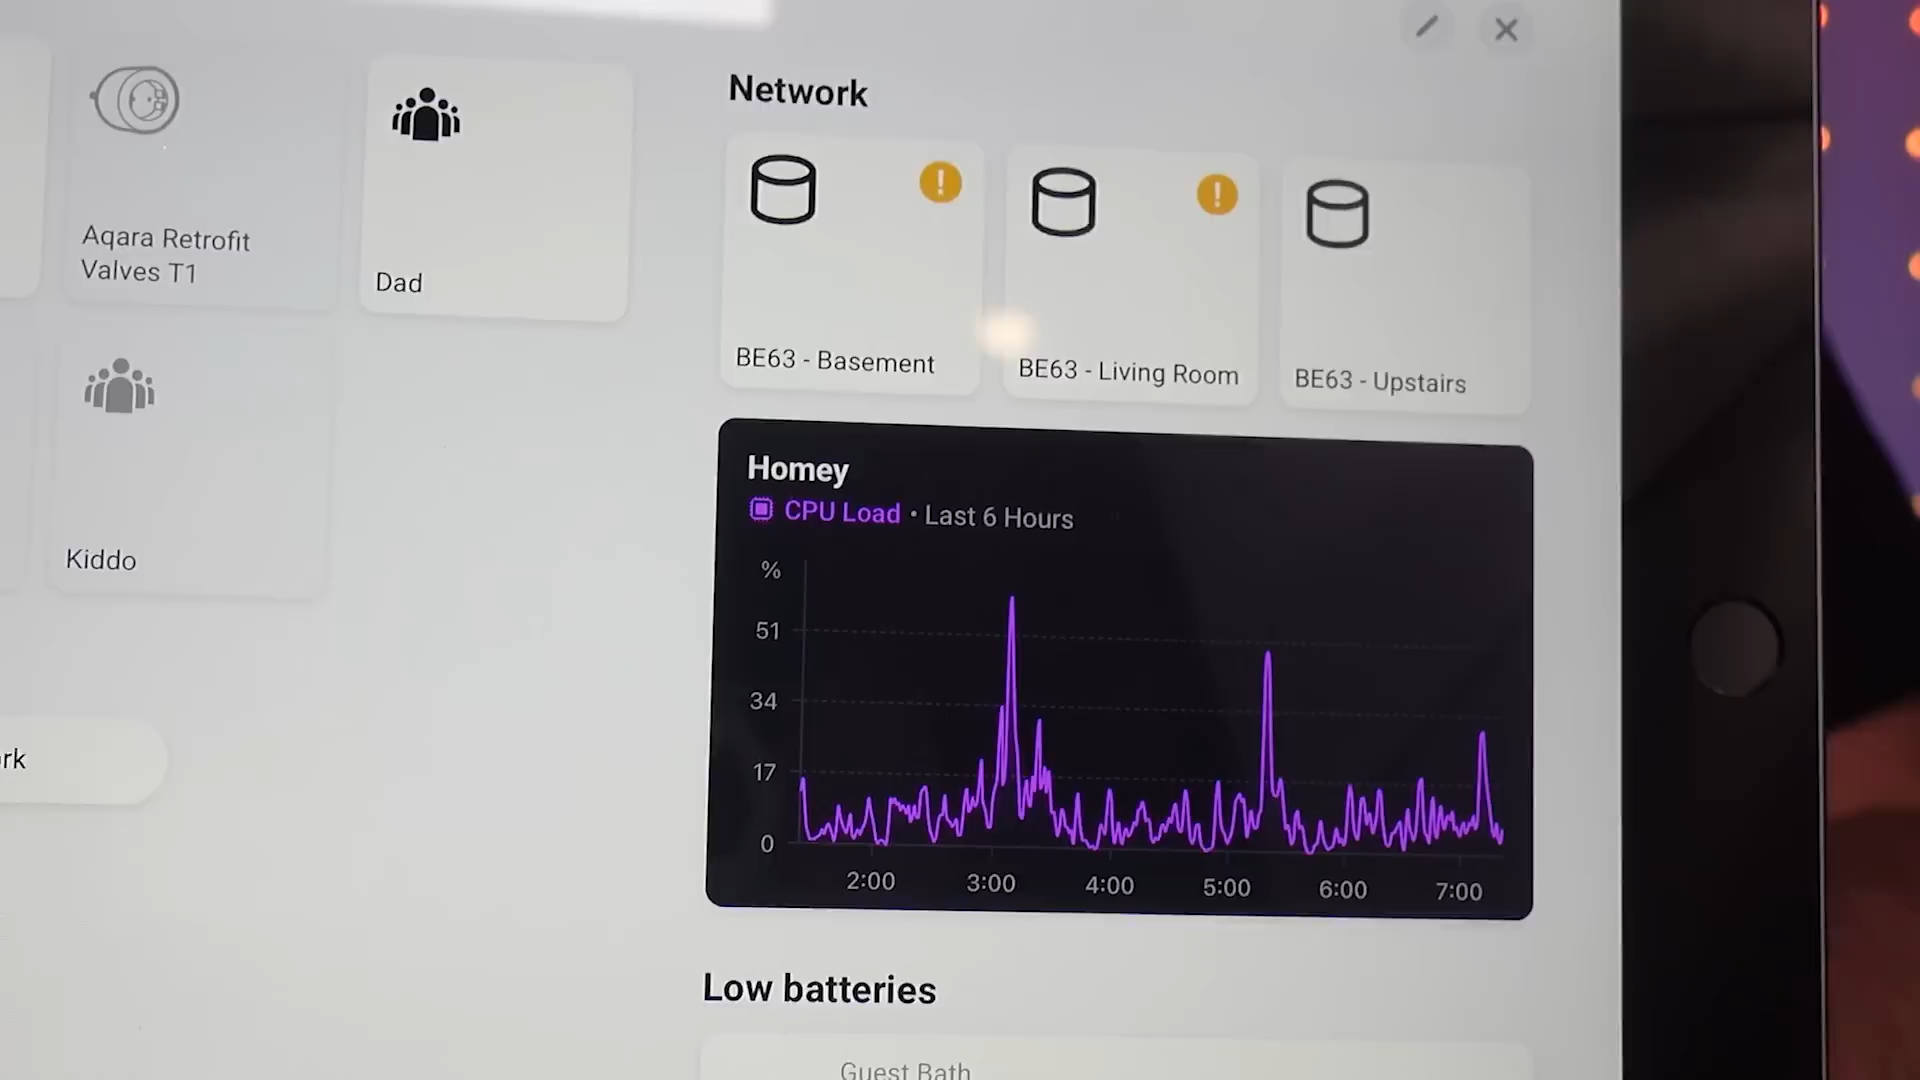 Aqara Retrofit
Valves T1
Dad
Kiddo
rk
Network
!
!
BE63 - Basement
BE63 - Living Room
BE63 - Upstairs
Homey
CPU Load • Last 6 Hours
%
51
34
17
0
2:00
3:00
4:00
5:00
6:00
7:00
Low batteries
Guest Bath